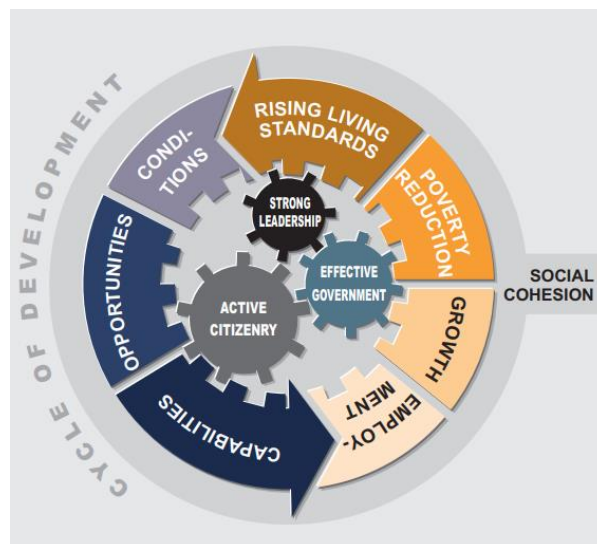 CYCLE OF DEVELOPMENT
RISING LIVING
STANDARDS
POVERTY
REDUCTION
GROWTH
EMPLOY-
MENT
CAPABILITIES
OPPORTUNITIES
CONDI-
TIONS
STRONG
LEADERSHIP
EFFECTIVE
GOVERNMENT
ACTIVE
CITIZENRY
SOCIAL
COHESION